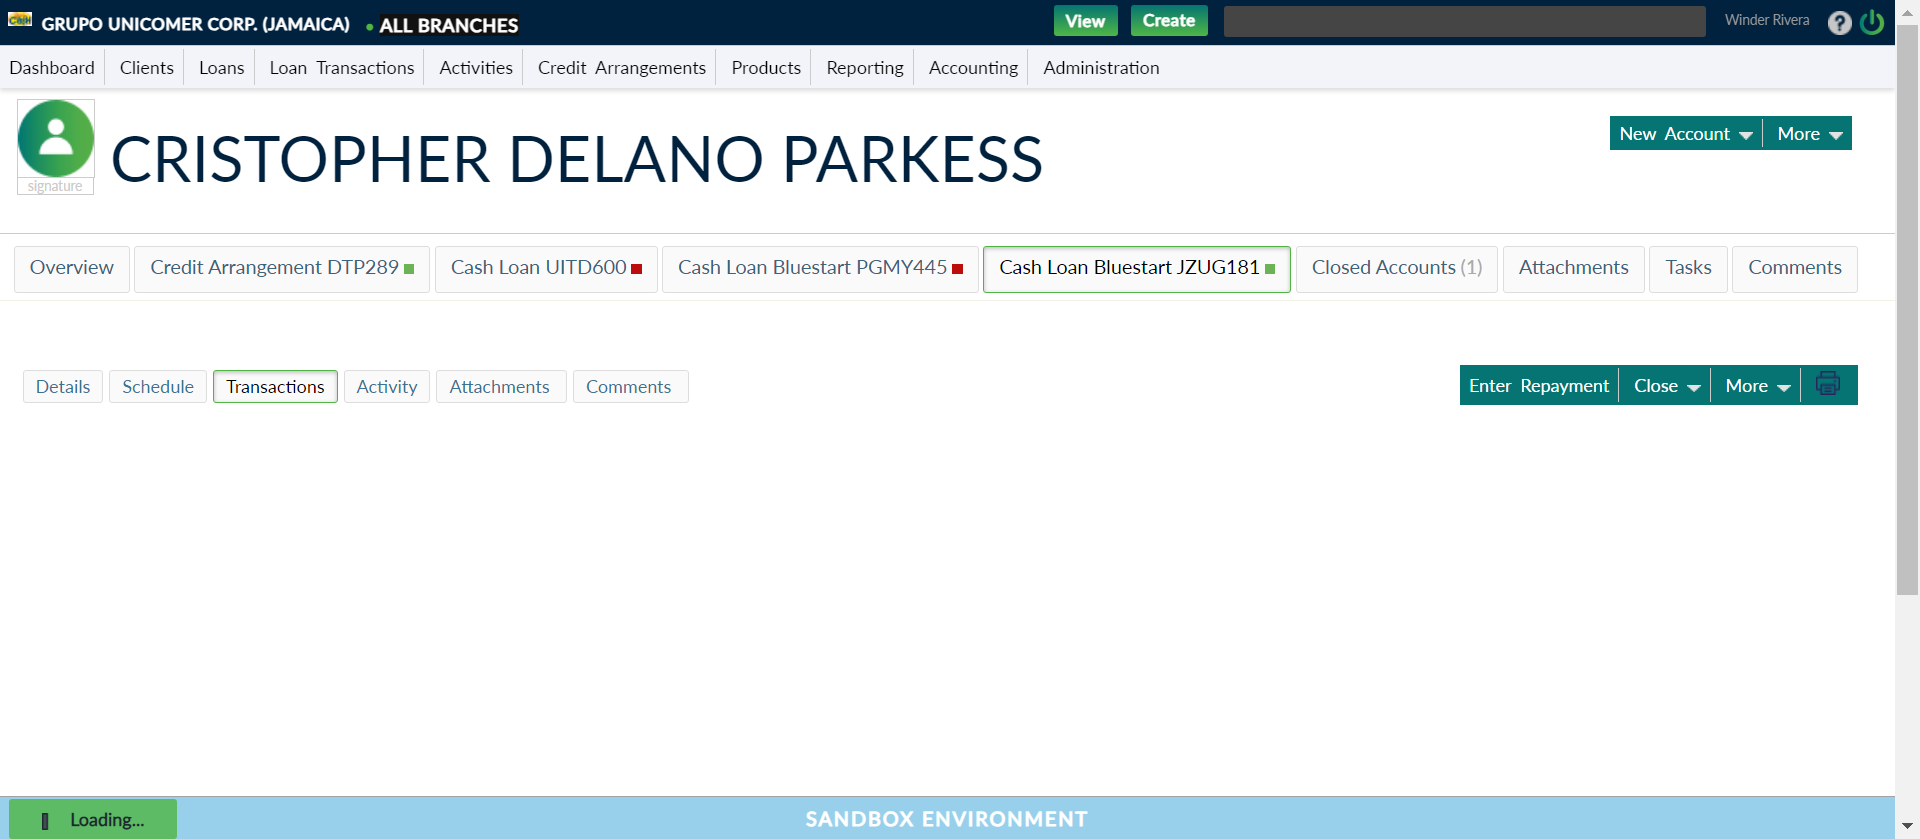 Cash GRUPO UNICOMER CORP. (JAMAICA) • ALL BRANCHES View Create Winder Rivera ?
Dashboard Clients Loans Loan Transactions Activities Credit Arrangements Products Reporting Accounting Administration
CRISTOPHER DELANO PARKESS
New Account More
signature
Overview Credit Arrangement DTP289 Cash Loan UITD600 Cash Loan Bluestart PGMY445 Cash Loan Bluestart JZUG181 Closed Accounts (1) Attachments Tasks Comments
Details Schedule Transactions Activity Attachments Comments Enter Repayment Close More
Loading... SANDBOX ENVIRONMENT